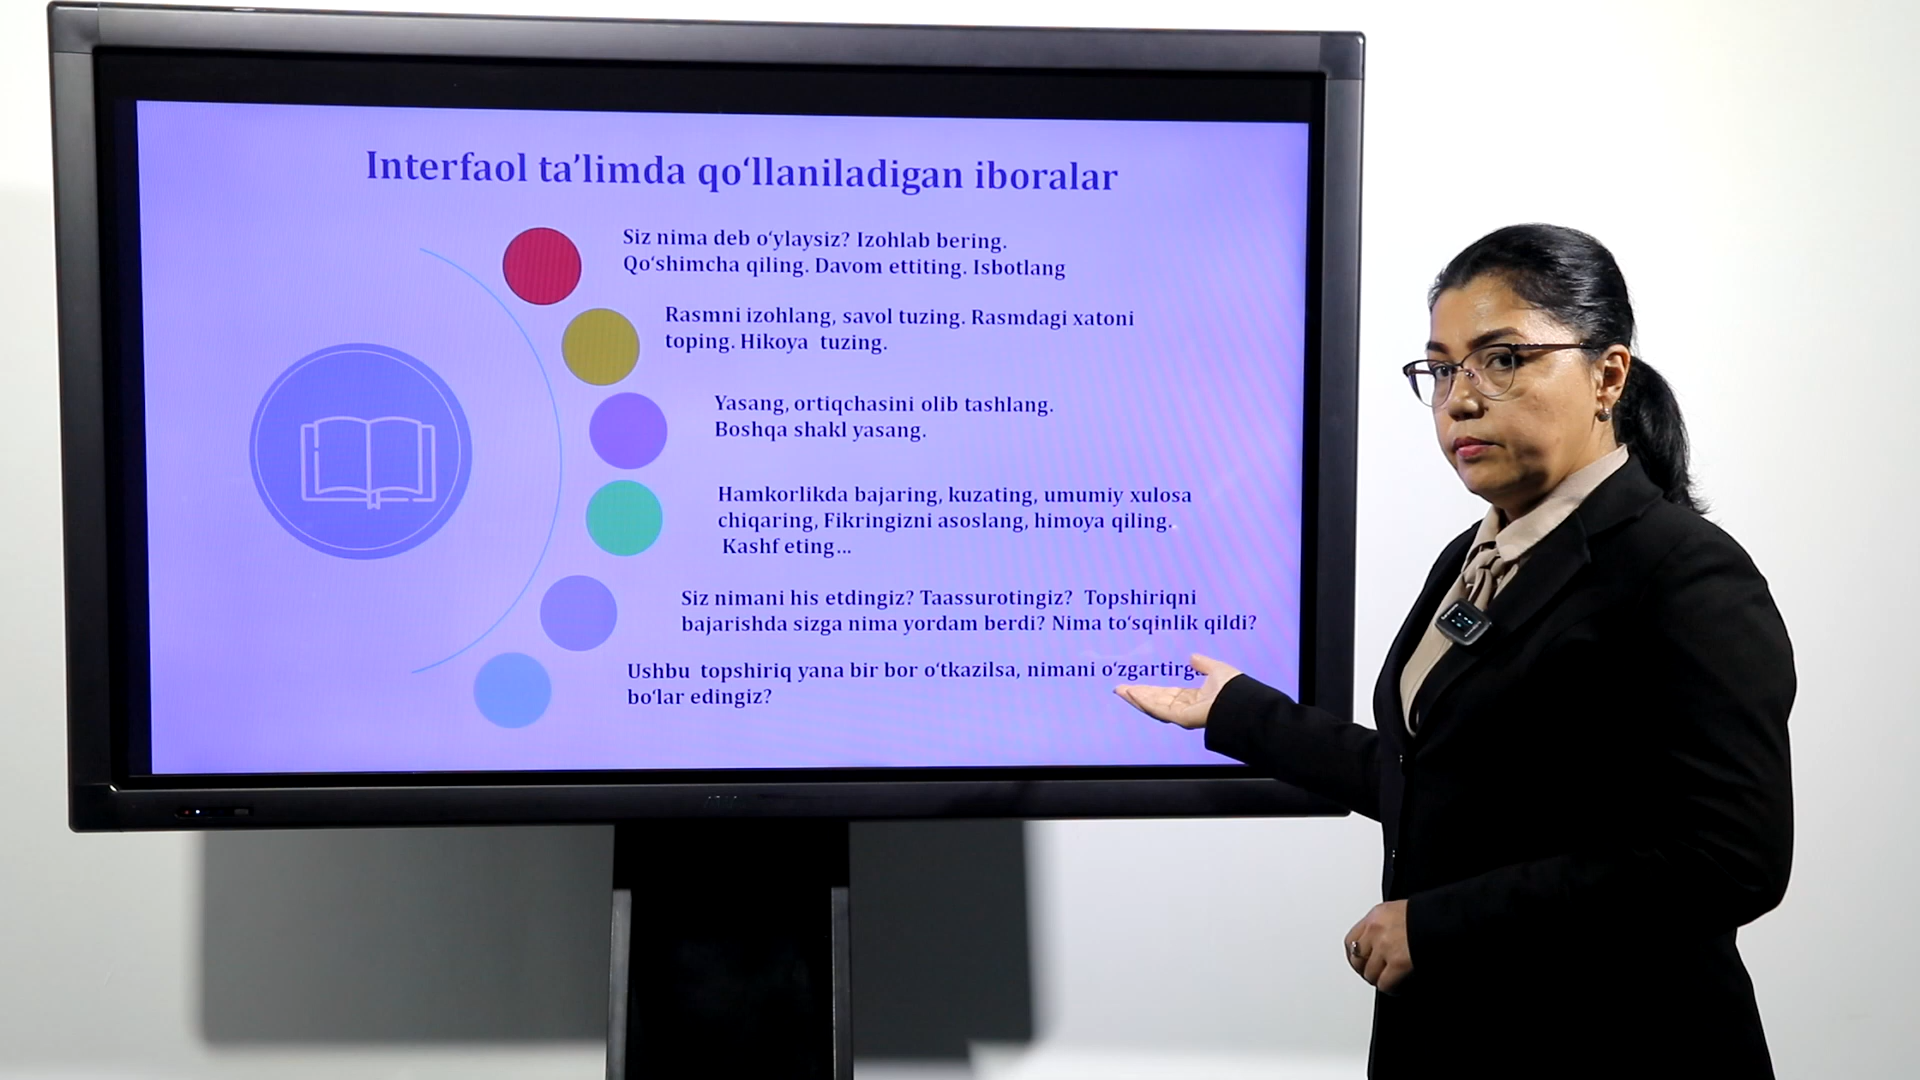 Interfaol ta’limda qo‘llaniladigan iboralar
Siz nima deb o‘ylaysiz? Izohlab bering.
Qo‘shimcha qiling. Davom ettiting. Isbotlang
Rasmni izohlang, savol tuzing. Rasmdagi xatoni
toping. Hikoya tuzing.
Yasang, ortiqchasini olib tashlang.
Boshqa shakl yasang.
Hamkorlikda bajaring, kuzating, umumiy xulosa
chiqaring, Fikringizni asoslang, himoya qiling.
Kashf eting...
Siz nimani his etdingiz? Taassurotingiz? Topshiriqni
bajarishda sizga nima yordam berdi? Nima to‘sqinlik qildi?
Ushbu topshiriq yana bir bor o‘tkazilsa, nimani
bo‘lar edingiz?